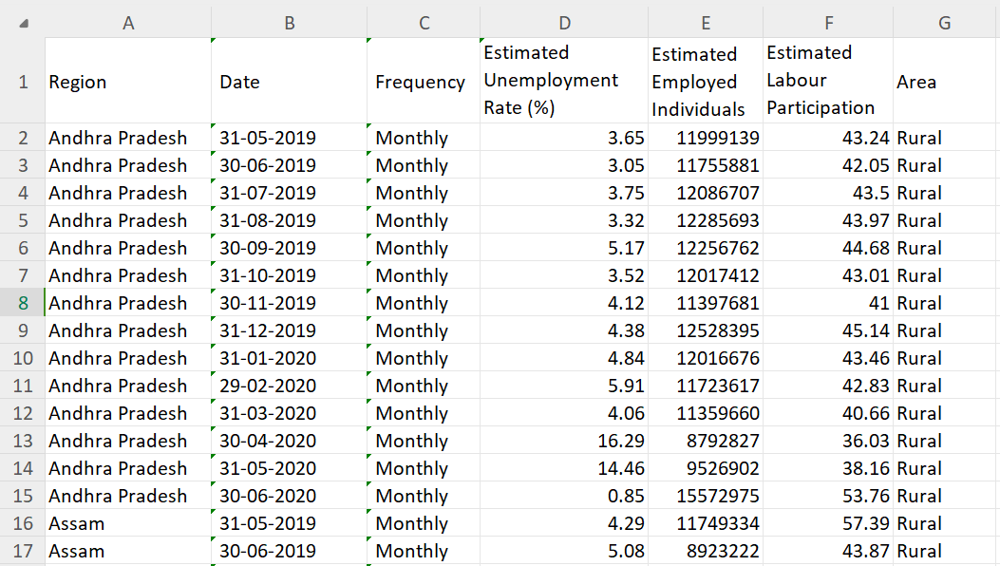 A B C D E F G
1 Region Date Frequency Estimated Unemployment Rate (%) Estimated Employed Individuals Estimated Labour Participation Area
2 Andhra Pradesh 31-05-2019 Monthly 3.65 11999139 43.24 Rural
3 Andhra Pradesh 30-06-2019 Monthly 3.05 11755881 42.05 Rural
4 Andhra Pradesh 31-07-2019 Monthly 3.75 12086707 43.5 Rural
5 Andhra Pradesh 31-08-2019 Monthly 3.32 12285693 43.97 Rural
6 Andhra Pradesh 30-09-2019 Monthly 5.17 12256762 44.68 Rural
7 Andhra Pradesh 31-10-2019 Monthly 3.52 12017412 43.01 Rural
8 Andhra Pradesh 30-11-2019 Monthly 4.12 11397681 41 Rural
9 Andhra Pradesh 31-12-2019 Monthly 4.38 12528395 45.14 Rural
10 Andhra Pradesh 31-01-2020 Monthly 4.84 12016676 43.46 Rural
11 Andhra Pradesh 29-02-2020 Monthly 5.91 11723617 42.83 Rural
12 Andhra Pradesh 31-03-2020 Monthly 4.06 11359660 40.66 Rural
13 Andhra Pradesh 30-04-2020 Monthly 16.29 8792827 36.03 Rural
14 Andhra Pradesh 31-05-2020 Monthly 14.46 9526902 38.16 Rural
15 Andhra Pradesh 30-06-2020 Monthly 0.85 15572975 53.76 Rural
16 Assam 31-05-2019 Monthly 4.29 11749334 57.39 Rural
17 Assam 30-06-2019 Monthly 5.08 8923222 43.87 Rural